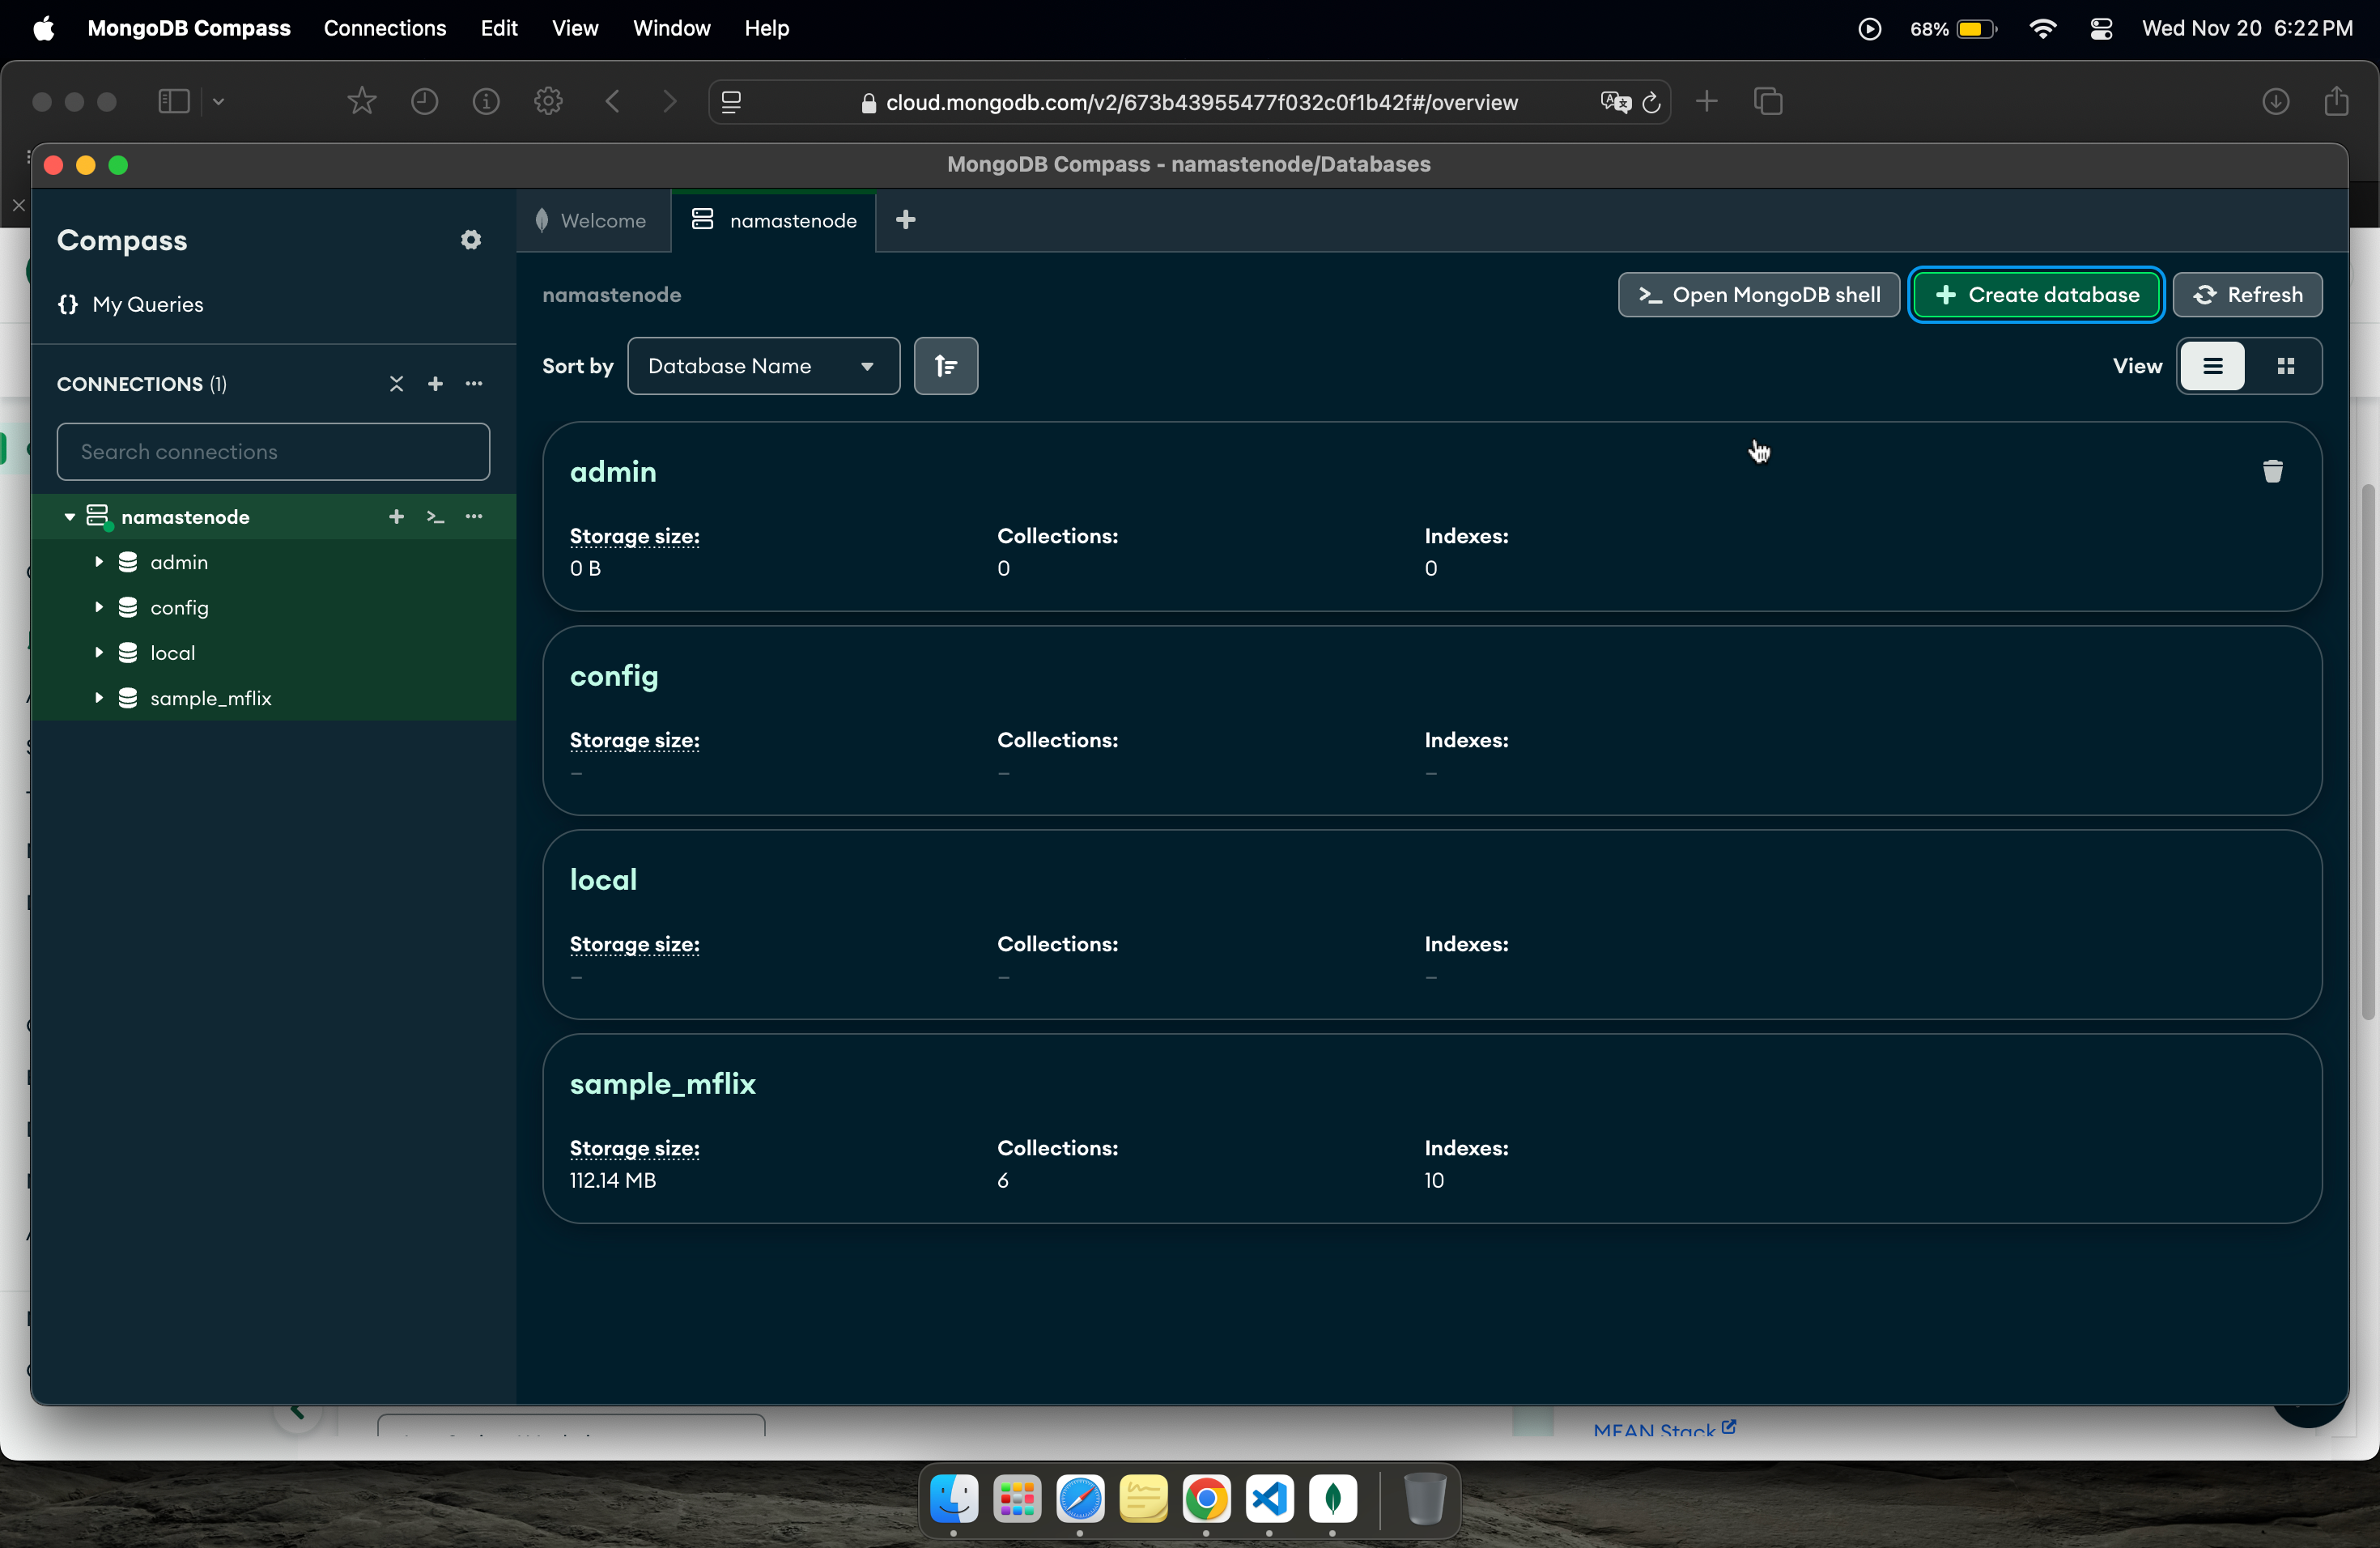 MongoDB Compass Connections Edit View Window Help
68% Wed Nov 20 6:22 PM
cloud.mongodb.com/v2/673b43955477f032c0f1b42f#/overview
MongoDB Compass - namastenode/Databases
Compass
{} My Queries
CONNECTIONS (1)
Search connections
namastenode
admin
config
local
sample_mflix
Welcome
namastenode
namastenode
>_ Open MongoDB shell
+ Create database
Refresh
Sort by Database Name
View
admin
Storage size: Collections: Indexes:
0 B 0 0
config
Storage size: Collections: Indexes:
– – –
local
Storage size: Collections: Indexes:
– – –
sample_mflix
Storage size: Collections: Indexes:
112.14 MB 6 10
MEAN Stack